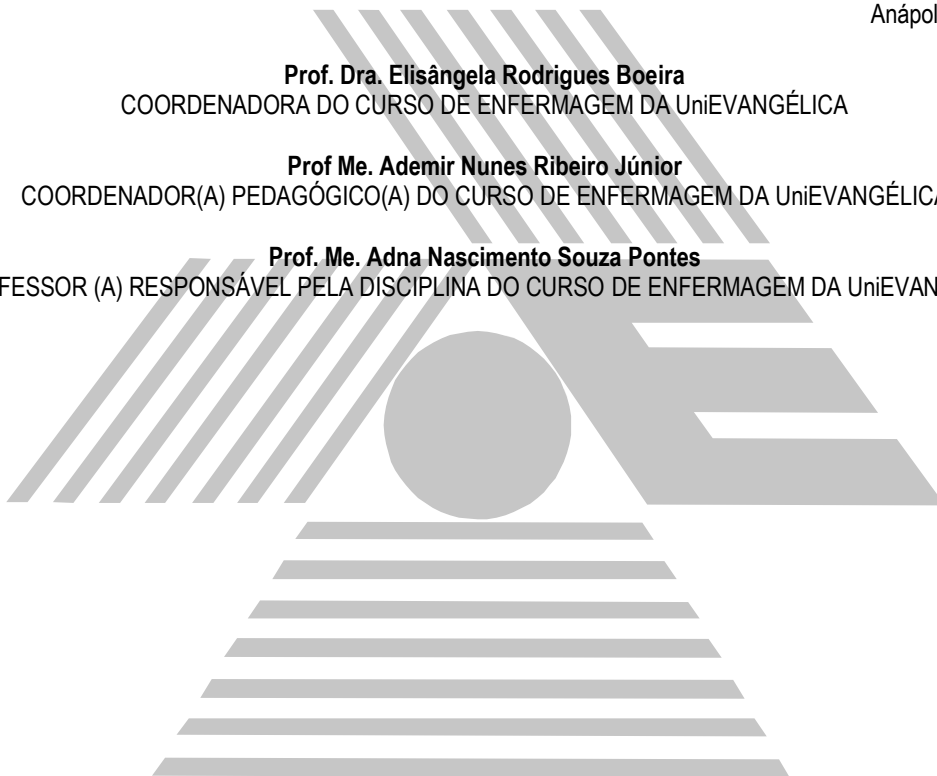 Anápol
Prof. Dra. Elisângela Rodrigues Boeira
COORDENADORA DO CURSO DE ENFERMAGEM DA UniEVANGÉLICA
Prof Me. Ademir Nunes Ribeiro Júnior
COORDENADOR(A) PEDAGÓGICO(A) DO CURSO DE ENFERMAGEM DA UniEVANGÉLICA
Prof. Me. Adna Nascimento Souza Pontes
FESSOR (A) RESPONSÁVEL PELA DISCIPLINA DO CURSO DE ENFERMAGEM DA UniEVAN